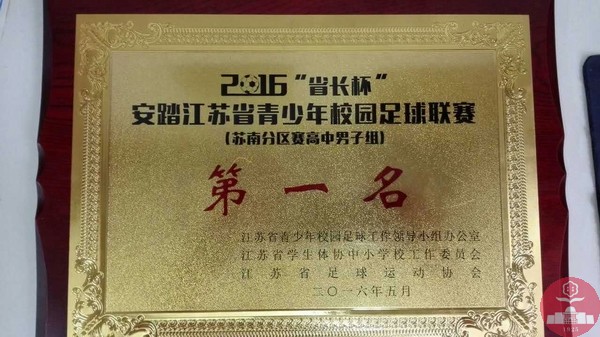 2016“省长杯”
安踏江苏省青少年校园足球联赛
(苏南分区赛高中男子组)
第一名
江苏省青少年校园足球工作领导小组办公室
江苏省学生体协中小学校工作委员会
江苏省足球运动协会
二〇一六年五月